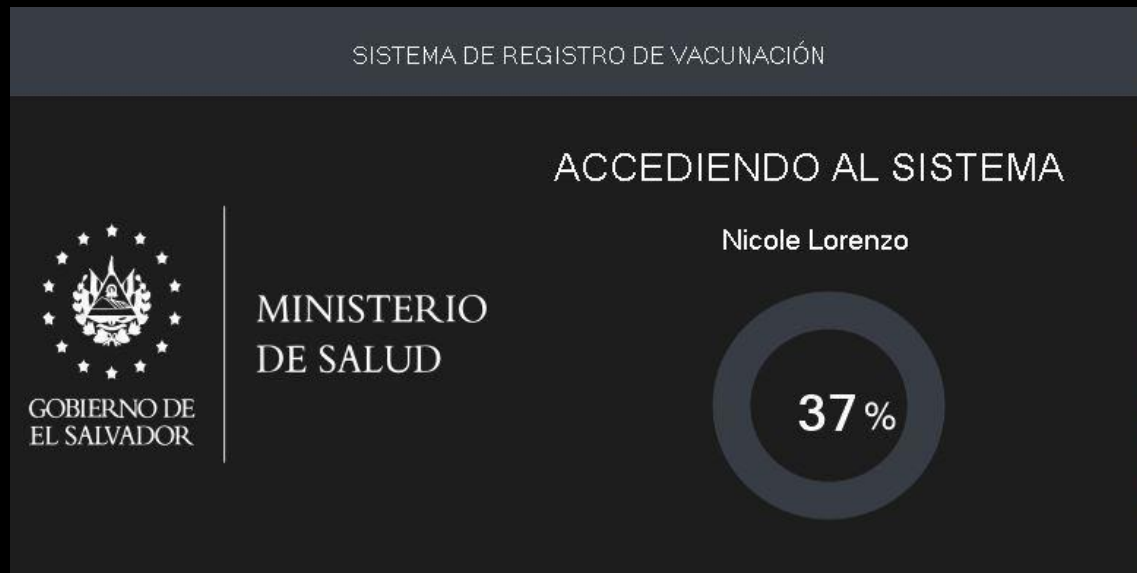 SISTEMA DE REGISTRO DE VACUNACIÓN
ACCEDIENDO AL SISTEMA
Nicole Lorenzo
MINISTERIO
DE SALUD
GOBIERNO DE
EL SALVADOR
37 %